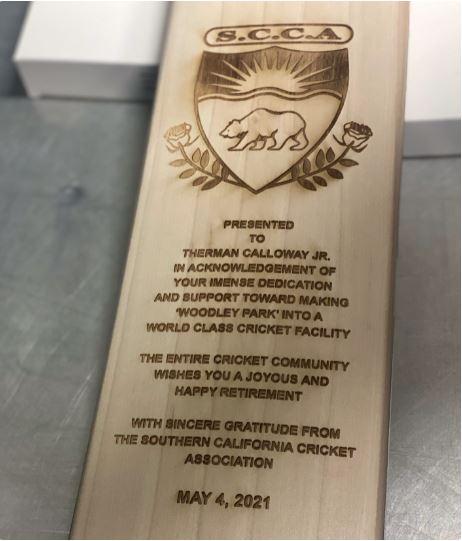 S.C.C.A
PRESENTED
TO
THERMAN CALLOWAY JR.
IN ACKNOWLEDGEMENT OF
YOUR IMENSE DEDICATION
AND SUPPORT TOWARD MAKING
'WOODLEY PARK' INTO A
WORLD CLASS CRICKET FACILITY
THE ENTIRE CRICKET COMMUNITY
WISHES YOU A JOYOUS AND
HAPPY RETIREMENT
WITH SINCERE GRATITUDE FROM
THE SOUTHERN CALIFORNIA CRICKET
ASSOCIATION
MAY 4, 2021